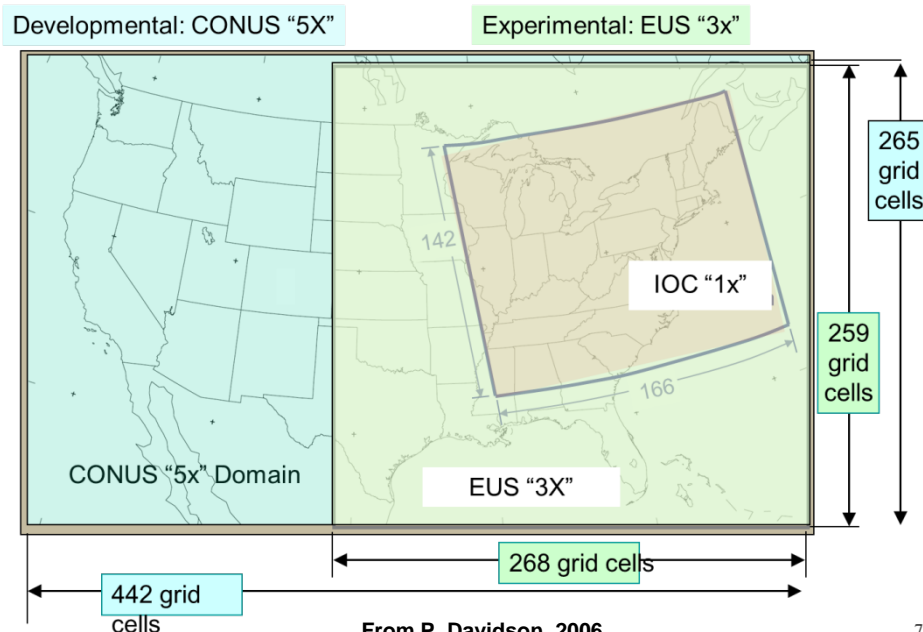 Developmental: CONUS “5X”
Experimental: EUS “3x”
265
grid
cells
142
IOC “1x”
259
grid
cells
166
CONUS “5x” Domain
EUS “3X”
268 grid cells
442 grid
cells
From P. Davidson, 2006
7